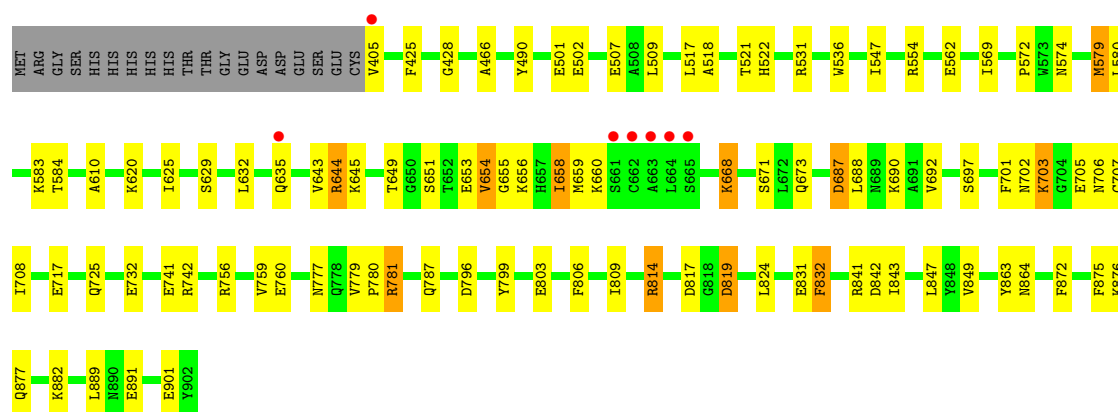 MET ARG GLY SER HIS HIS HIS HIS HIS HIS THR THR GLY GLU ASP ASP GLU SER GLU CYS V405 F425 G428 A466 Y490 E501 E502 E507 A508 L509 L517 A518 T521 H522 R531 W536 I547 R554 E562 I569 P572 W573 N574 M579 L580
K583 T584 A610 K620 I625 S629 L632 Q635 V643 R644 K645 T649 G650 S651 T652 E653 V654 G655 K656 H657 I658 M659 K660 S661 C662 A663 L664 S665 K668 S671 L672 Q673 D687 L688 N689 K690 A691 V692 S697 F701 N702 K703 G704 E705 N706 C707
I708 E717 Q725 E732 E741 R742 R756 V759 E760 N777 Q778 V779 P780 R781 Q787 D796 Y799 E803 F806 I809 R814 D817 G818 D819 L824 E831 F832 R841 D842 I843 L847 Y848 V849 Y863 N864 F872 F875 K876
Q877 K882 L889 N890 E891 E901 Y902